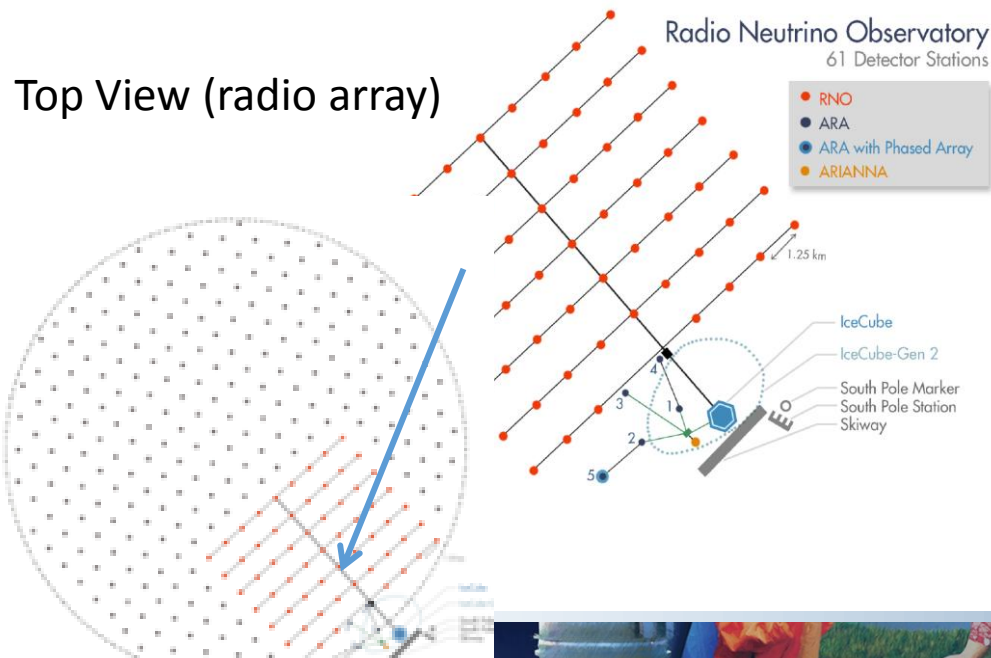 Radio Neutrino Observatory
61 Detector Stations
Top View (radio array)
RNO
ARA
ARA with Phased Array
ARIANNA
1.25 km
IceCube
IceCube-Gen 2
South Pole Marker
South Pole Station
Skiway
4
3
1
2
5